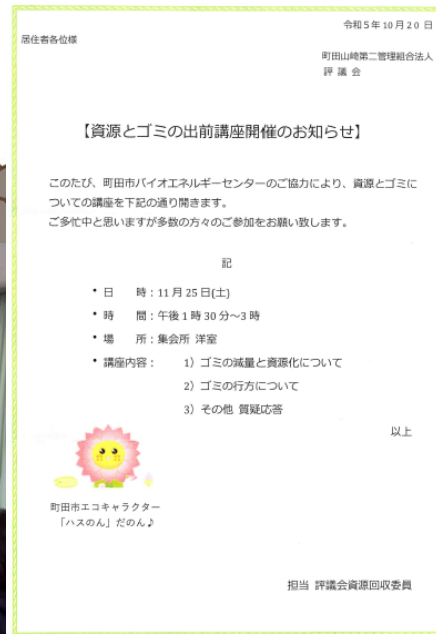 令和5年10月20日
居住者各位様
町田山崎第二管理組合法人
評議会
【資源とゴミの出前講座開催のお知らせ】
このたび、町田市バイオエネルギーセンターのご協力により、資源とゴミに
ついての講座を下記の通り開きます。
ご多忙中と思いますが多数の方々のご参加をお願い致します。
記
・日　時：11月25日(土)
・時　間：午後1時30分～3時
・場　所：集会所 洋室
・講座内容：　1）ゴミの減量と資源化について
2）ゴミの行方について
3）その他 質疑応答
以上
町田市エコキャラクター
「ハスのん」だのん♪
担当 評議会資源回収委員